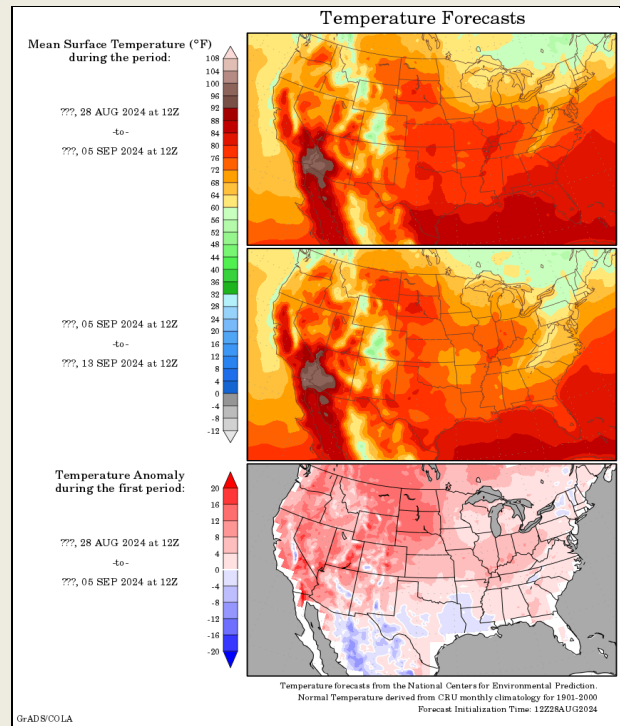 Temperature Forecasts
Mean Surface Temperature (°F)
during the period:
???, 28 AUG 2024 at 12Z
-to-
???, 05 SEP 2024 at 12Z
108
104
100
96
92
88
84
80
76
72
68
64
60
56
52
48
44
40
36
32
28
24
20
16
12
8
4
0
-4
-8
-12
???, 05 SEP 2024 at 12Z
-to-
???, 13 SEP 2024 at 12Z
Temperature Anomaly
during the first period:
???, 28 AUG 2024 at 12Z
-to-
???, 05 SEP 2024 at 12Z
20
16
12
8
4
0
-4
-8
-12
-16
-20
Temperature forecasts from the National Centers for Environmental Prediction.
Normal Temperature derived from CRU monthly climatology for 1901-2000
Forecast Initialization Time: 12Z28AUG2024
GrADS/COLA